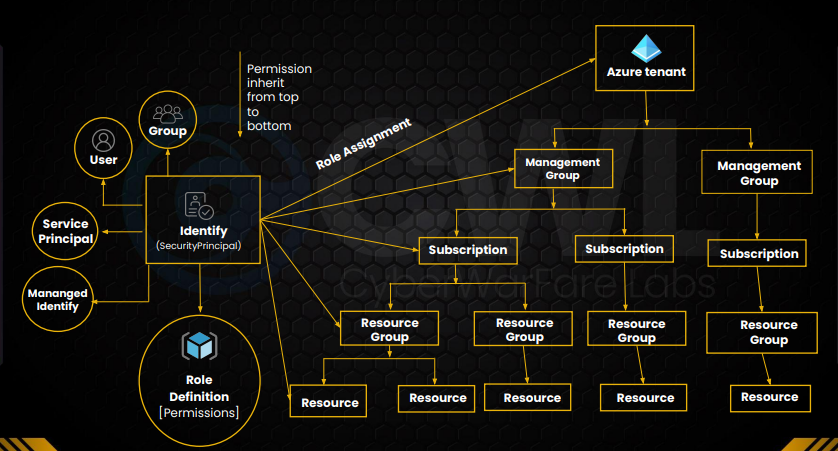 Azure tenant
Permission
inherit
from top
to
bottom
Group
User
Role Assignment
Management
Group
Management
Group
Identify
(SecurityPrincipal)
Service
Principal
Subscription
Subscription
Subscription
Mananged
Identify
CyberWarFare Labs
Resource
Group
Resource
Group
Resource
Group
Resource
Group
Role
Definition
[Permissions]
Resource
Resource
Resource
Resource
Resource